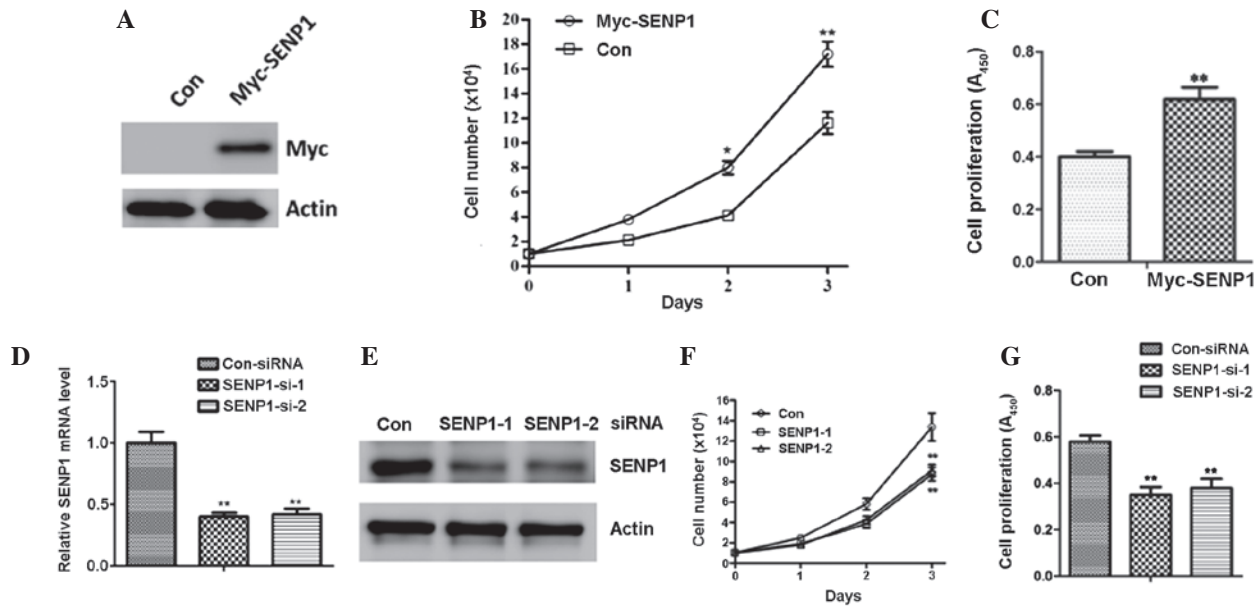 A
Con
Myc-SENP1
Myc
Actin
B
Cell number (x10⁴)
20
18
16
14
12
10
8
6
4
2
0
Myc-SENP1
Con
*
**
0 1 2 3
Days
C
Cell proliferation (A₄₅₀)
0.8
0.6
0.4
0.2
0.0
**
Con Myc-SENP1
D
Relative SENP1 mRNA level
Con-siRNA
SENP1-si-1
SENP1-si-2
1.5
1.0
0.5
0.0
** **
E
Con SENP1-1 SENP1-2 siRNA
SENP1
Actin
F
Cell number (x10⁴)
16
14
12
10
8
6
4
2
0
Con
SENP1-1
SENP1-2
**
**
0 1 2 3
Days
G
Con-siRNA
SENP1-si-1
SENP1-si-2
Cell proliferation (A₄₅₀)
0.8
0.6
0.4
0.2
0.0
** **